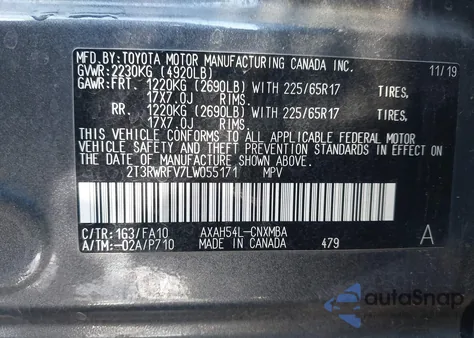 MFD.BY: TOYOTA MOTOR MANUFACTURING CANADA INC. 11/19
GVWR: 2230KG (4920LB)
GAWR: FRT. 1220KG (2690LB) WITH 225/65R17 TIRES,
17X7.0J RIMS.
RR. 1220KG (2690LB) WITH 225/65R17 TIRES,
17X7.0J RIMS.
THIS VEHICLE CONFORMS TO ALL APPLICABLE FEDERAL MOTOR
VEHICLE SAFETY AND THEFT PREVENTION STANDARDS IN EFFECT
ON THE DATE OF MANUFACTURE SHOWN ABOVE.
2T3RWRFV7LW055171 MPV
C/TR: 1G3/FA10 AXAH54L-CNXMBA A
A/TM: -02A/P710 MADE IN CANADA 479
autoSnap
www.autosnap.com